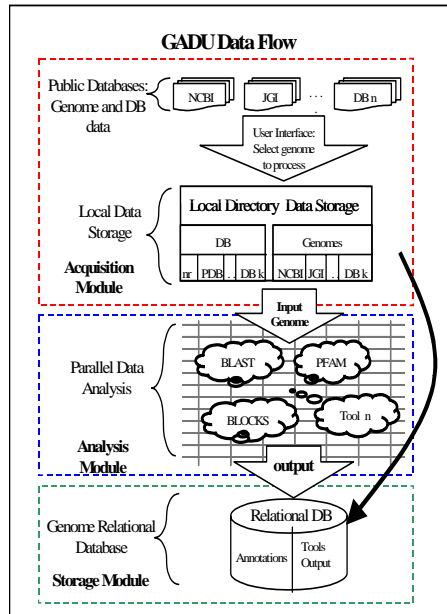 GADU Data Flow
Public Databases:
Genome and DB
data
NCBI
JGI
. . .
DB n
User Interface:
Select genome
to process
Local Data
Storage
Local Directory Data Storage
DB
Genomes
nr PDB . . DB k NCBI JGI . . DB k
Acquisition
Module
Input
Genome
Parallel Data
Analysis
BLAST
PFAM
BLOCKS
Tool n
Analysis
Module
output
Genome Relational
Database
Relational DB
Annotations
Tools
Output
Storage Module